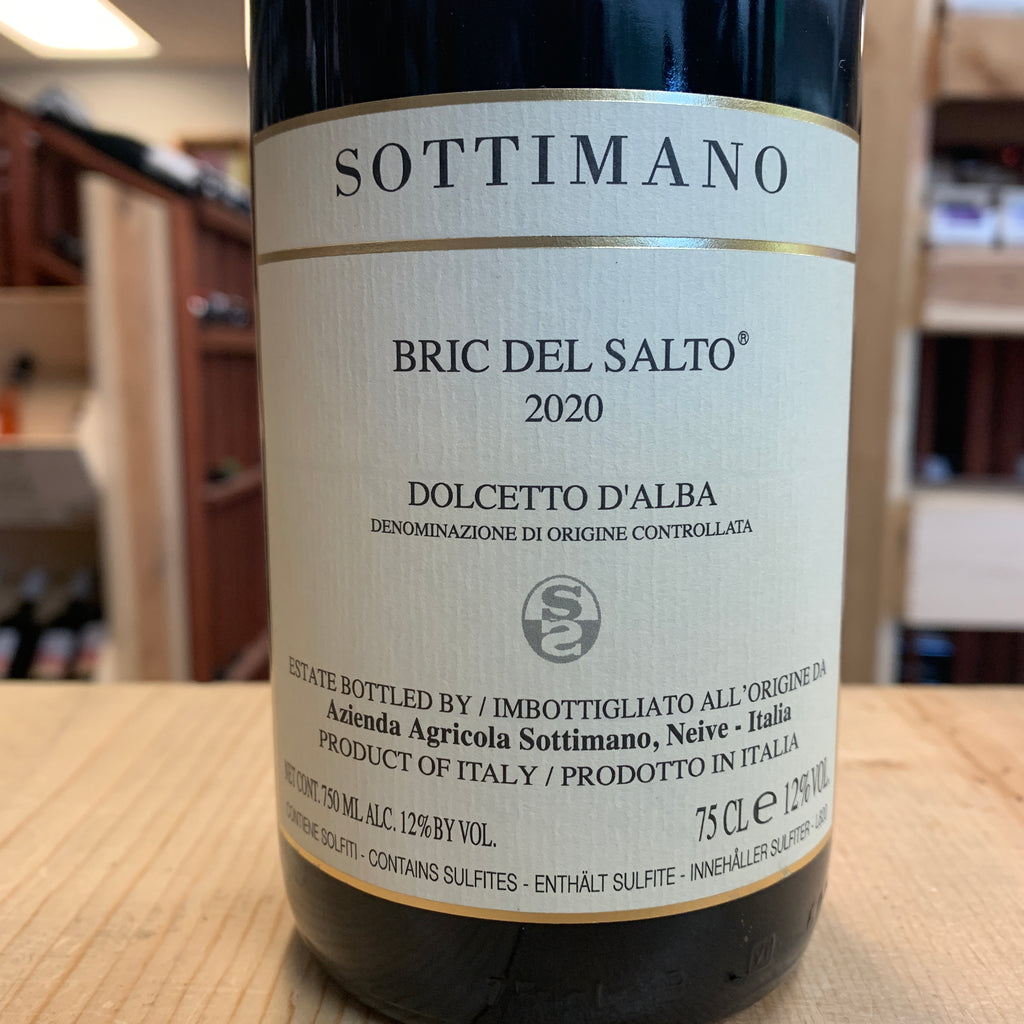 SOTTIMANO
BRIC DEL SALTO®
2020
DOLCETTO D'ALBA
DENOMINAZIONE DI ORIGINE CONTROLLATA
S
S
ESTATE BOTTLED BY / IMBOTTIGLIATO ALL'ORIGINE DA
Azienda Agricola Sottimano, Neive - Italia
PRODUCT OF ITALY / PRODOTTO IN ITALIA
NET CONT. 750 ML ALC. 12% BY VOL.
75 CL e 12% VOL.
CONTIENE SOLFITI - CONTAINS SULFITES - ENTHÄLT SULFITE - INNEHÅLLER SULFITER -